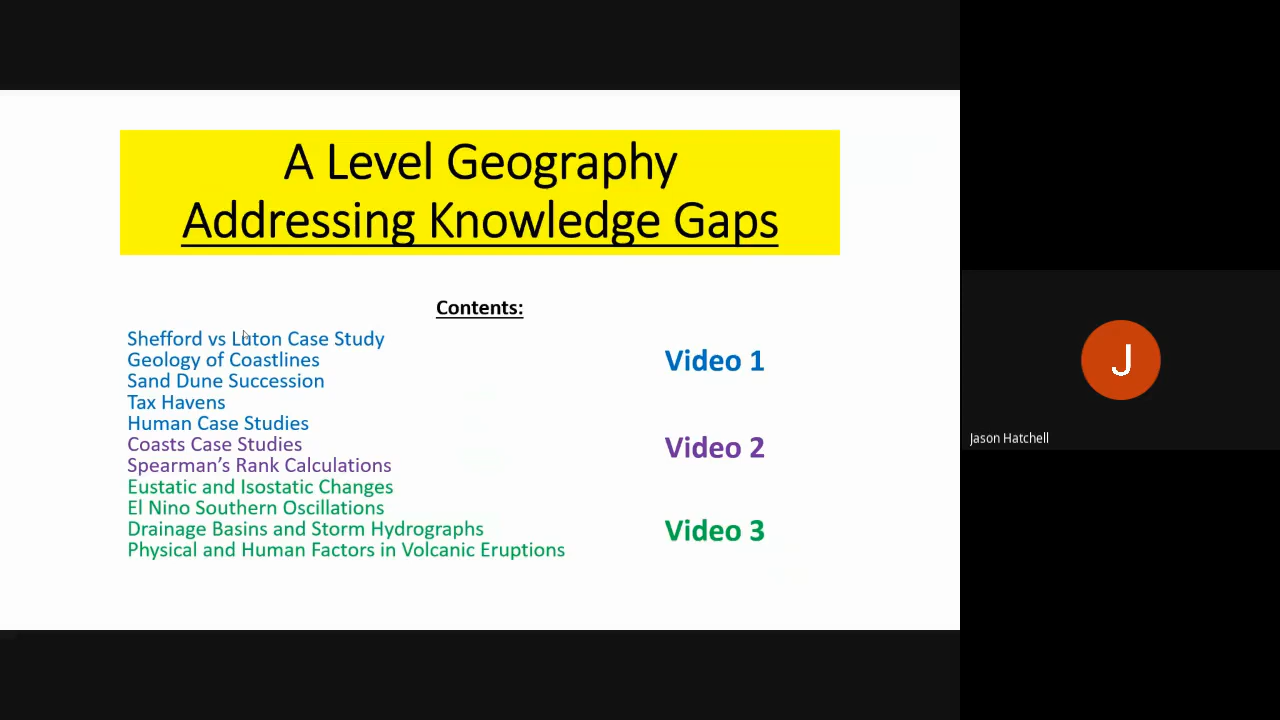 A Level Geography
Addressing Knowledge Gaps
Contents:
Shefford vs Luton Case Study
Geology of Coastlines
Sand Dune Succession
Tax Havens
Human Case Studies
Coasts Case Studies
Spearman’s Rank Calculations
Eustatic and Isostatic Changes
El Nino Southern Oscillations
Drainage Basins and Storm Hydrographs
Physical and Human Factors in Volcanic Eruptions
Video 1
Video 2
Video 3
J
Jason Hatchell